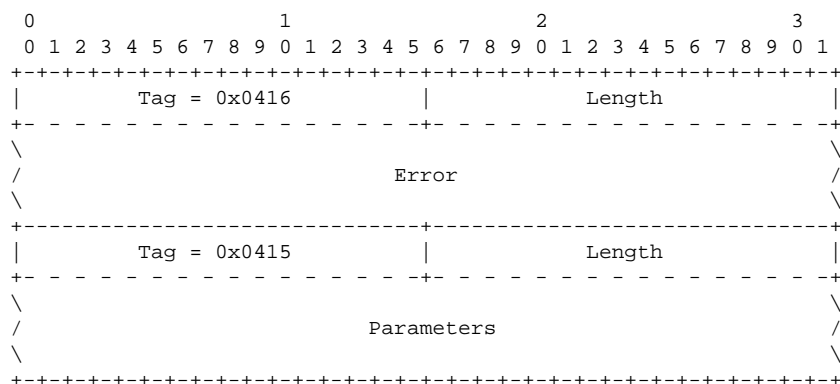 0                   1                   2                   3
0 1 2 3 4 5 6 7 8 9 0 1 2 3 4 5 6 7 8 9 0 1 2 3 4 5 6 7 8 9 0 1
+-+-+-+-+-+-+-+-+-+-+-+-+-+-+-+-+-+-+-+-+-+-+-+-+-+-+-+-+-+-+-+-+
|         Tag = 0x0416          |            Length             |
+- - - - - - - - - - - - - - - -+- - - - - - - - - - - - - - - -+
\                                                               \
/                             Error                             /
\                                                               \
+-------------------------------+-------------------------------+
|         Tag = 0x0415          |            Length             |
+- - - - - - - - - - - - - - - -+- - - - - - - - - - - - - - - -+
\                                                               \
/                           Parameters                          /
\                                                               \
+-+-+-+-+-+-+-+-+-+-+-+-+-+-+-+-+-+-+-+-+-+-+-+-+-+-+-+-+-+-+-+-+